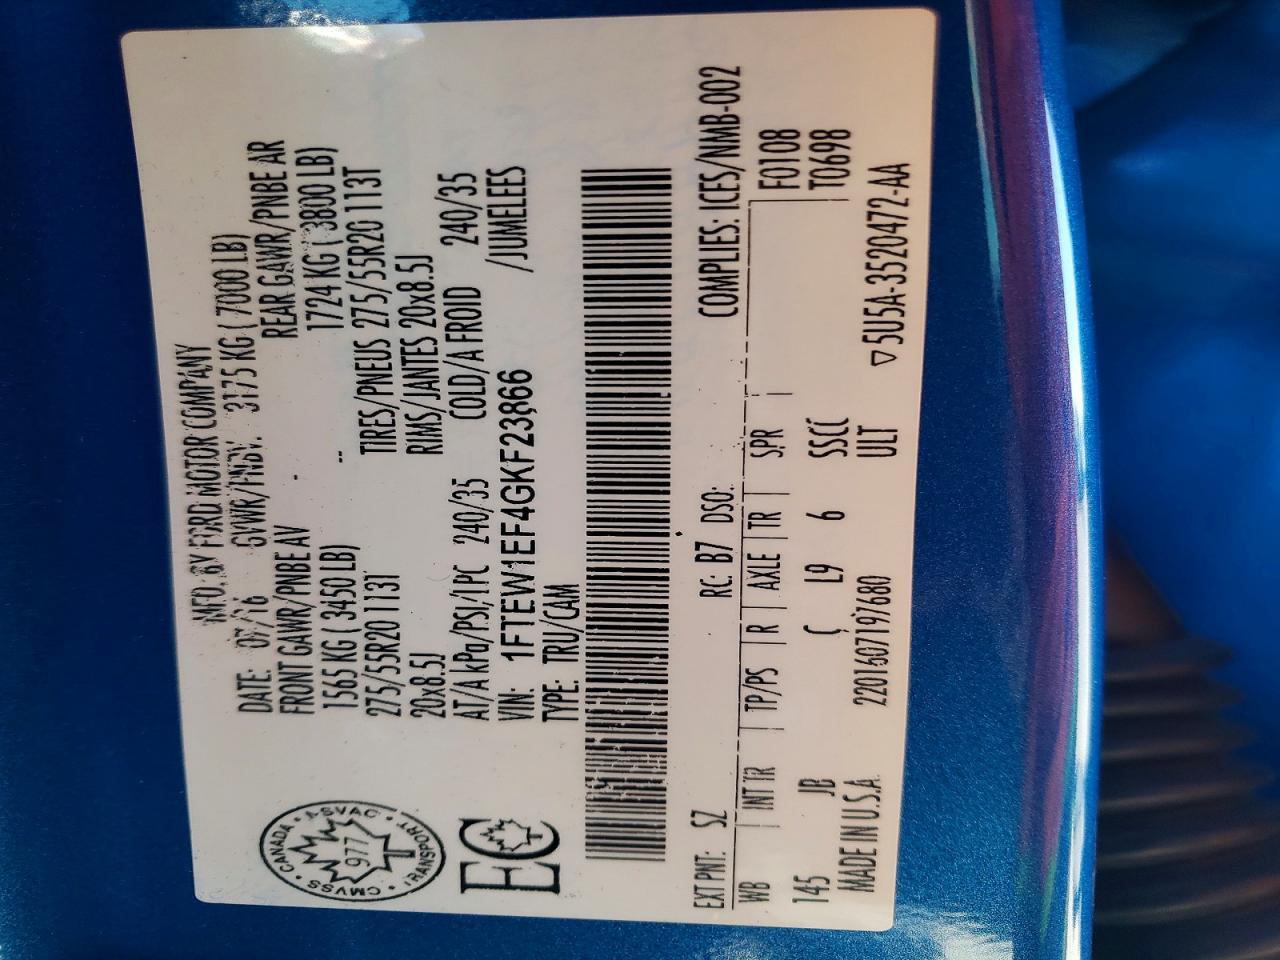 MFD. BY FORD MOTOR COMPANY
DATE: 07/16 GVWR/PNBV: 3175 KG ( 7000 LB)
FRONT GAWR/PNBE AV REAR GAWR/PNBE AR
1565 KG ( 3450 LB) 1724 KG ( 3800 LB)
275/55R20 113T TIRES/PNEUS 275/55R20 113T
20x8.5J RIMS/JANTES 20x8.5J
AT/A kPa/PSI/LPC 240/35 COLD/A FROID 240/35
VIN: 1FTEW1EF4GKF23866 /JUMELEES
TYPE: TRU/CAM
CANADA • ASVAC • TRANSPORT • CMVSS •
977
EC
EXT PNT: SZ RC: B7 DSO: COMPLIES: ICES/NMB-002
WB INT TR TP/PS R AXLE TR SPR F0108
T0698
145 JB L9 6 SSCC
MADE IN U.S.A. 2201607197680 ULT ▽5U5A-3520472-AA